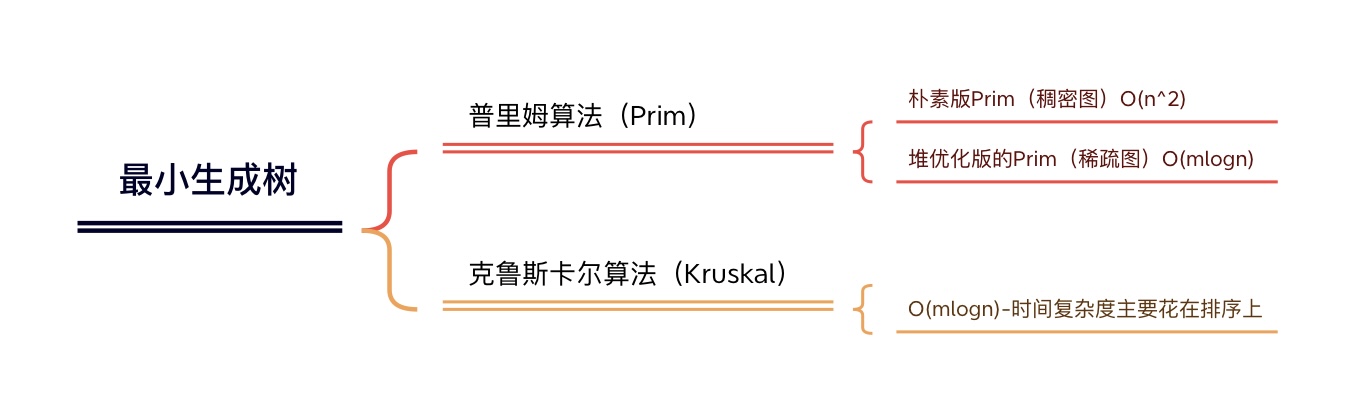 最小生成树
普里姆算法（Prim）
朴素版Prim（稠密图）O(n^2)
堆优化版的Prim（稀疏图）O(mlogn)
克鲁斯卡尔算法（Kruskal）
O(mlogn)-时间复杂度主要花在排序上